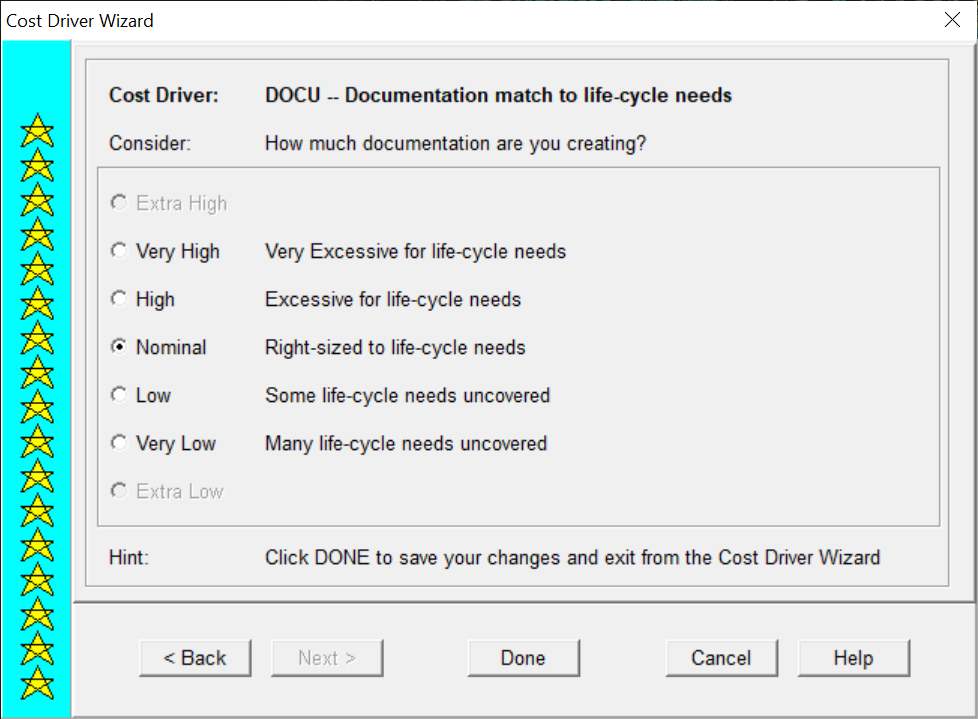 Cost Driver Wizard
Cost Driver: DOCU -- Documentation match to life-cycle needs
Consider: How much documentation are you creating?
Extra High
Very High Very Excessive for life-cycle needs
High Excessive for life-cycle needs
Nominal Right-sized to life-cycle needs
Low Some life-cycle needs uncovered
Very Low Many life-cycle needs uncovered
Extra Low
Hint: Click DONE to save your changes and exit from the Cost Driver Wizard
< Back Next > Done Cancel Help